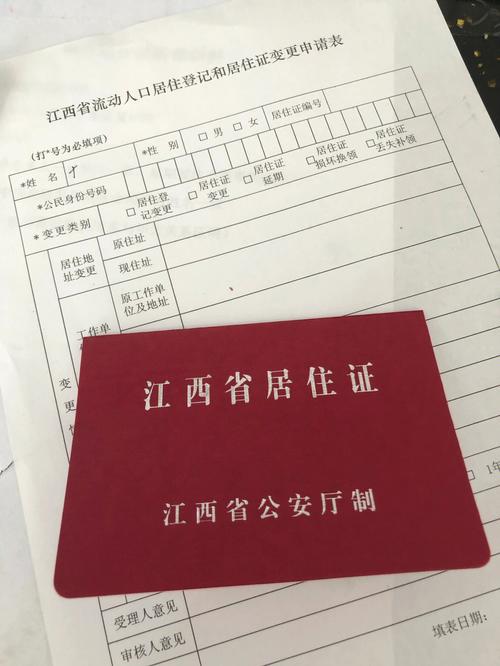 江西省流动人口居住登记和居住证变更申请表
(打*号为必填项)
*姓 名
*性 别
□ 男 □ 女
居住证编号
*公民身份号码
* 变更类别
□ 居住登记变更
□ 居住证变更
□ 居住证延期
□ 居住证损坏换领
□ 居住证丢失补领
居住地址变更
原住址
现住址
工作单
原工作单位及地址
变
更
江西省居住证
江西省公安厅制
□ 1年
受理人意见
审核人意见
填表日期: